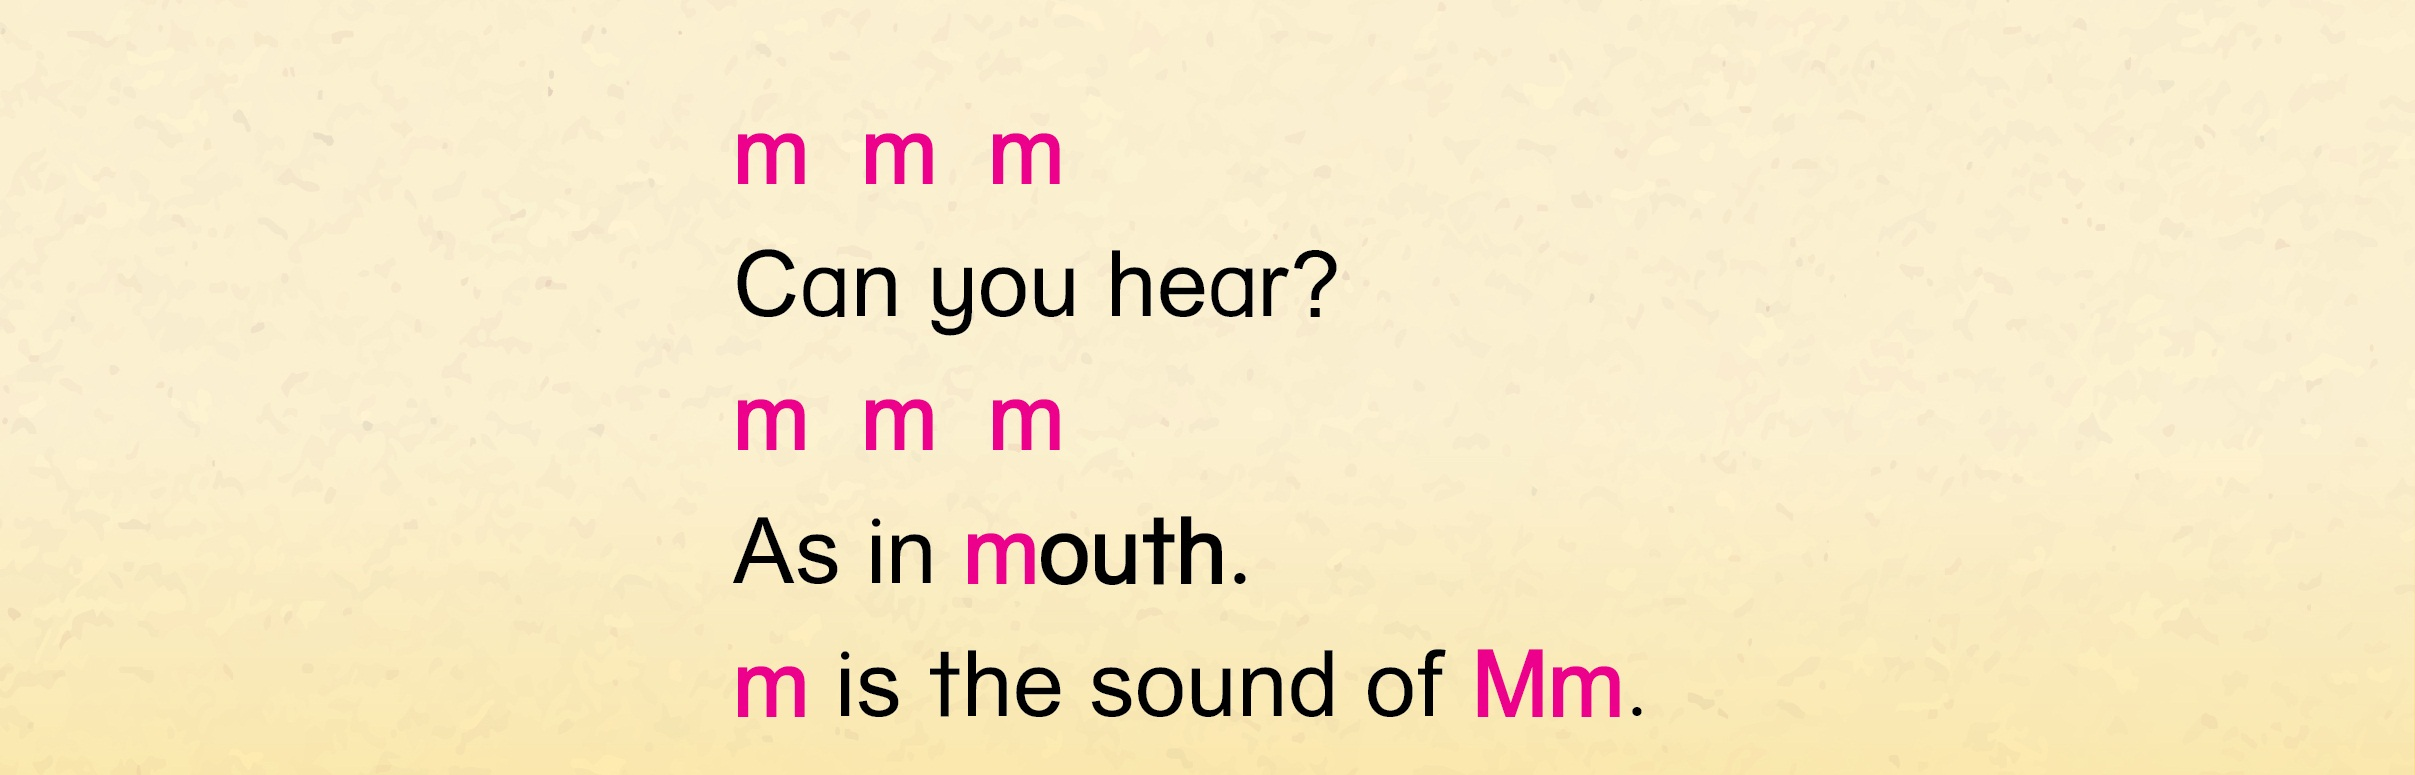 m m m
Can you hear?
m m m
As in mouth.
m is the sound of Mm.